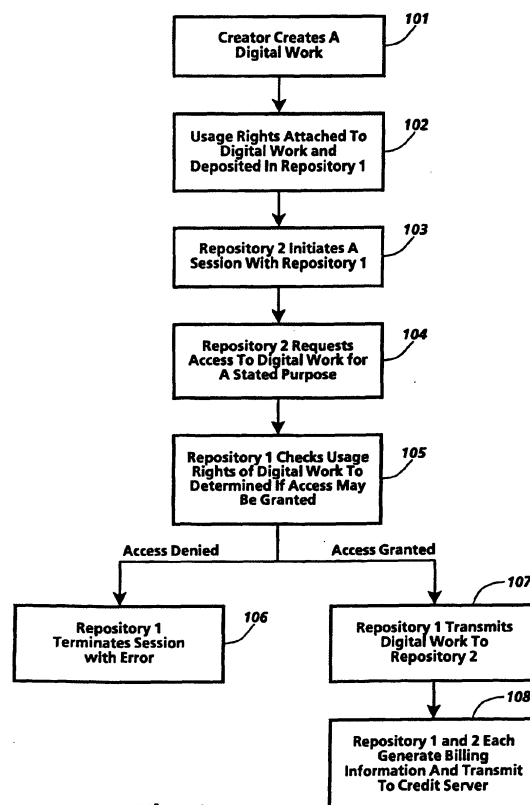 101
Creator Creates A
Digital Work
102
Usage Rights Attached To
Digital Work and
Deposited In Repository 1
103
Repository 2 Initiates A
Session With Repository 1
104
Repository 2 Requests
Access To Digital Work for
A Stated Purpose
105
Repository 1 Checks Usage
Rights of Digital Work To
Determined If Access May
Be Granted
Access Denied
Access Granted
106
Repository 1
Terminates Session
with Error
107
Repository 1 Transmits
Digital Work To
Repository 2
108
Repository 1 and 2 Each
Generate Billing
Information And Transmit
To Credit Server